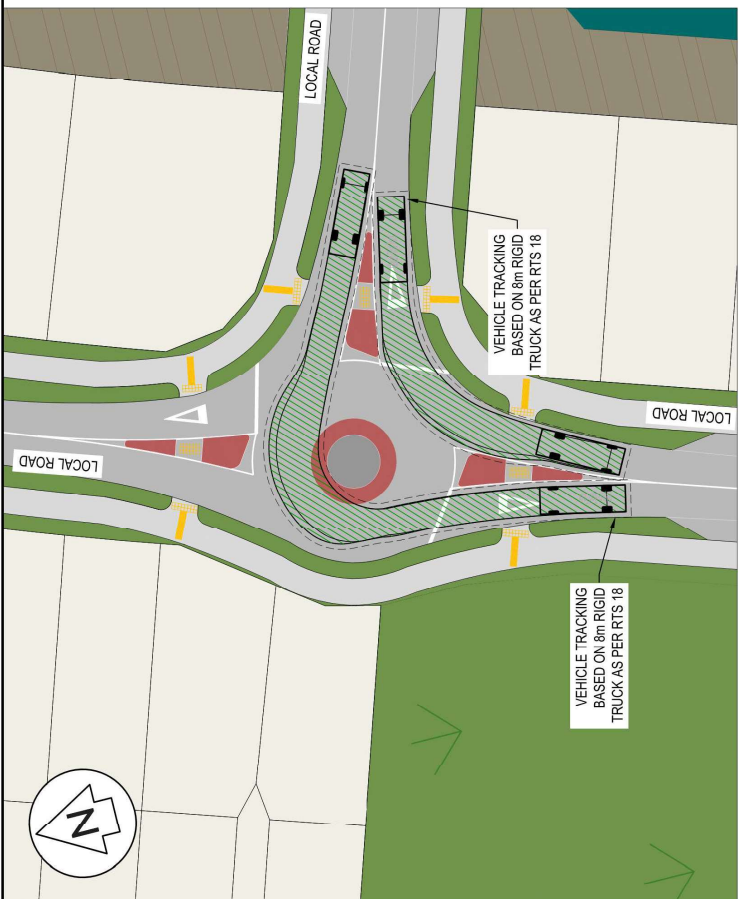 LOCAL ROAD
VEHICLE TRACKING
BASED ON 8m RIGID
TRUCK AS PER RTS 18
LOCAL ROAD
LOCAL ROAD
VEHICLE TRACKING
BASED ON 8m RIGID
TRUCK AS PER RTS 18
N